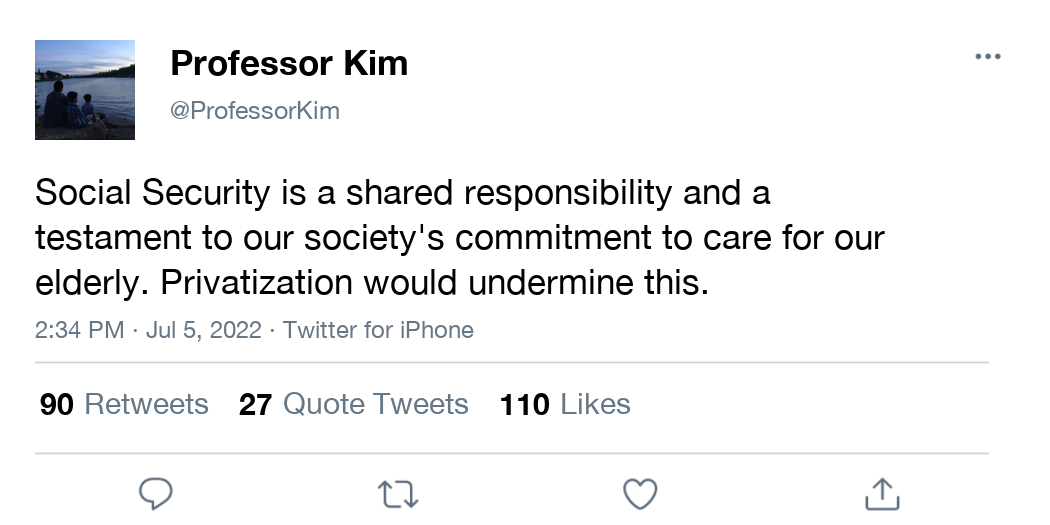 Professor Kim
@ProfessorKim
Social Security is a shared responsibility and a
testament to our society's commitment to care for our
elderly. Privatization would undermine this.
2:34 PM · Jul 5, 2022 · Twitter for iPhone
90 Retweets 27 Quote Tweets 110 Likes